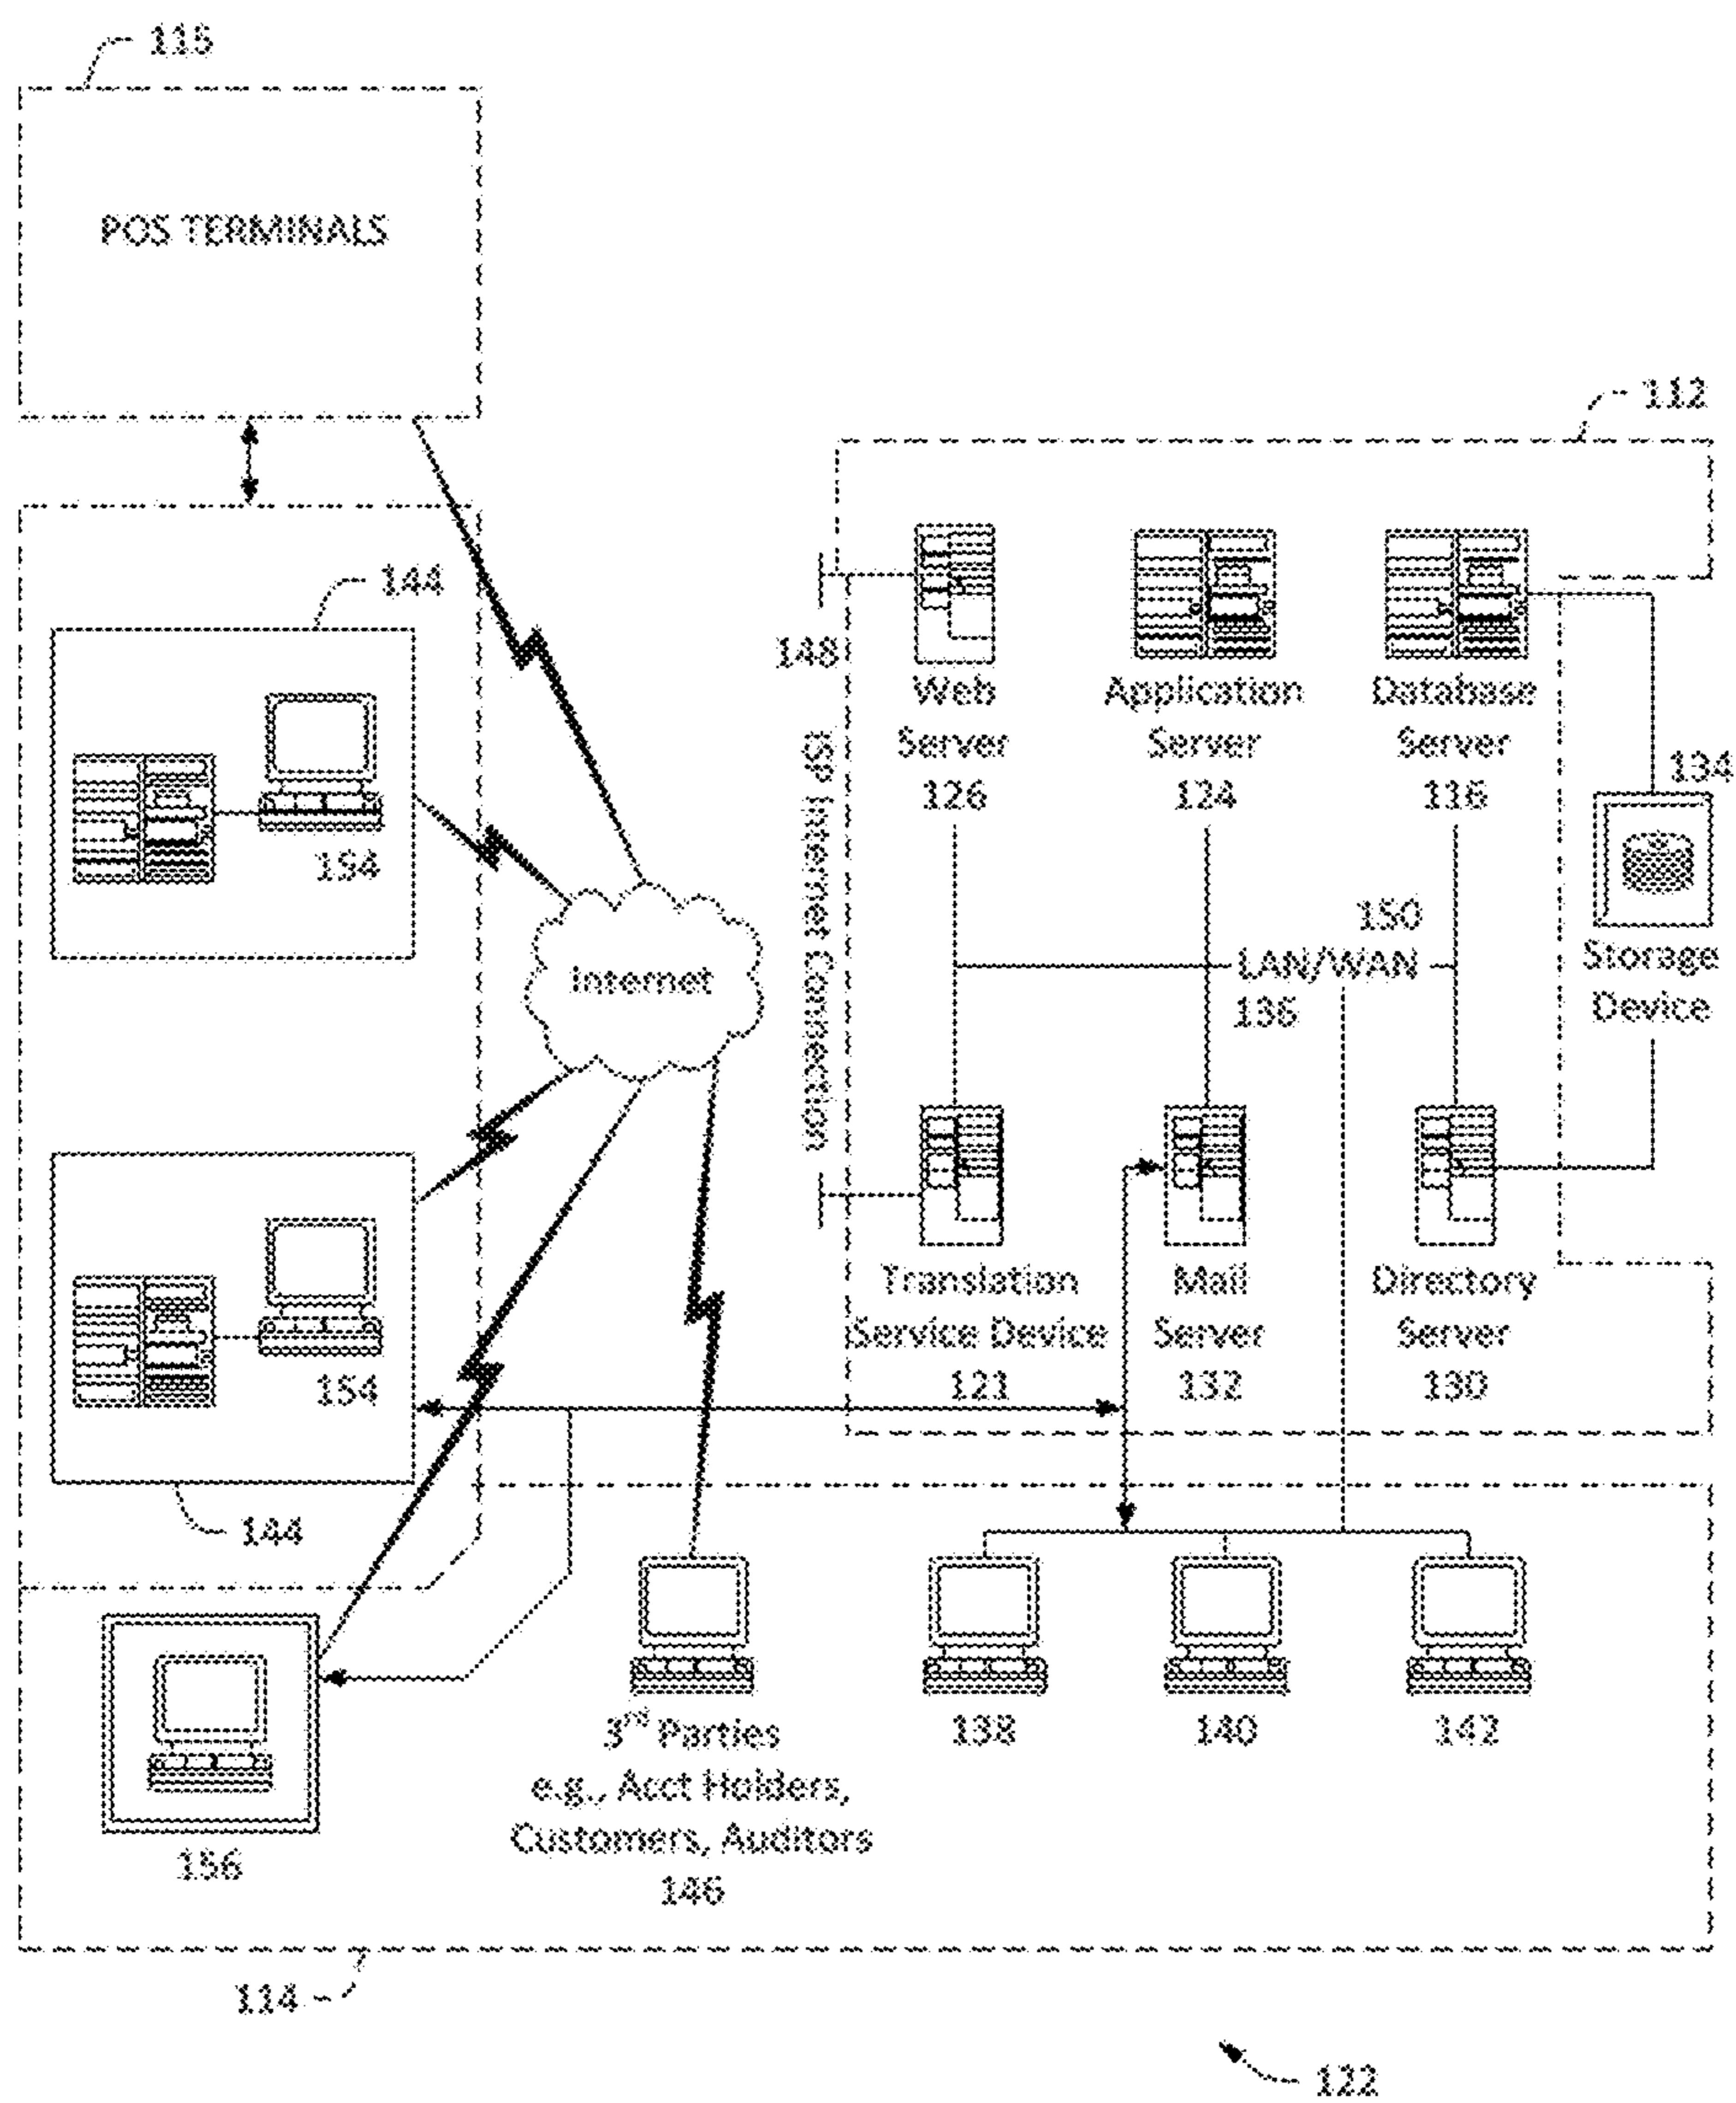 115
POS TERMINALS
112
144
148
Web
Server
126
Application
Server
124
Database
Server
116
134
Storage
Device
154
ISP Internet Connection
Internet
150
LAN/WAN
136
Translation
Service Device
121
Mail
Server
132
Directory
Server
130
154
144
156
3rd Parties
e.g., Acct Holders,
Customers, Auditors
146
138
140
142
114
122